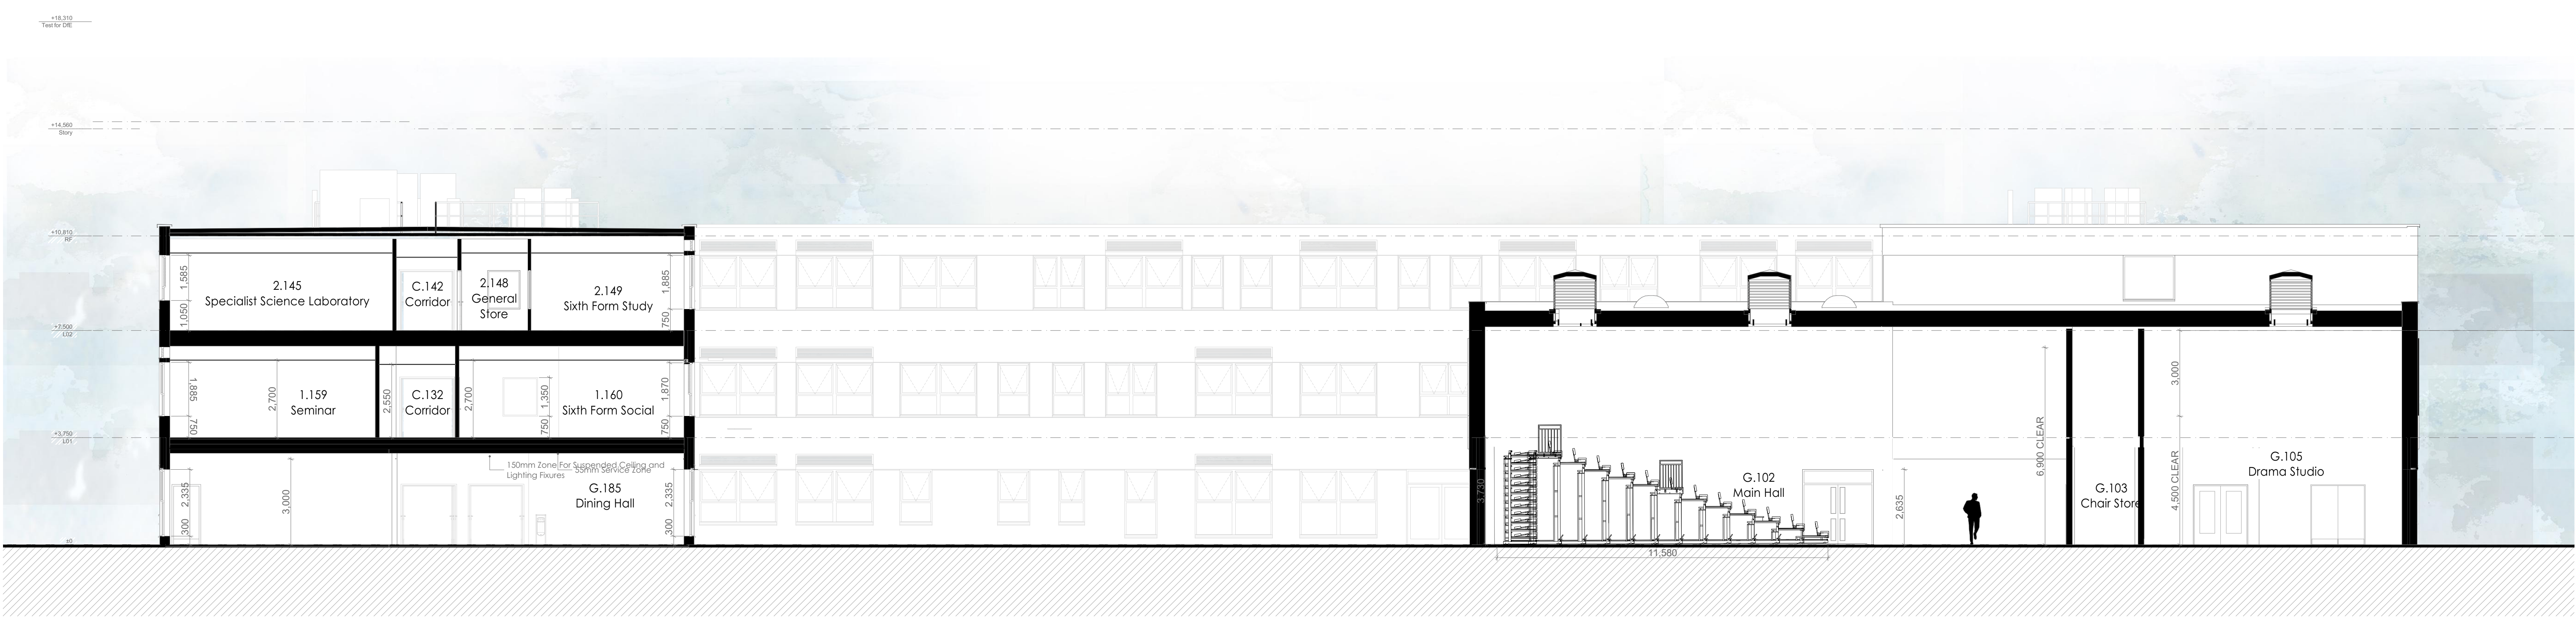 +18,310
Test for DfE
+14,560
Story
+10,810
RF
+7,500
L02
+3,750
L01
±0
1,585
1,050
2.145
Specialist Science Laboratory
C.142
Corridor
2.148
General
Store
2.149
Sixth Form Study
1,885
750
1,885
750
2,700
1.159
Seminar
2,550
C.132
Corridor
2,700
1,350
750
1.160
Sixth Form Social
1,870
750
150mm Zone For Suspended Ceiling and
Lighting Fixures
55mm Service Zone
2,335
300
3,000
G.185
Dining Hall
2,335
300
3,730
11,580
G.102
Main Hall
2,635
6,900 CLEAR
G.103
Chair Store
3,000
4,500 CLEAR
G.105
Drama Studio